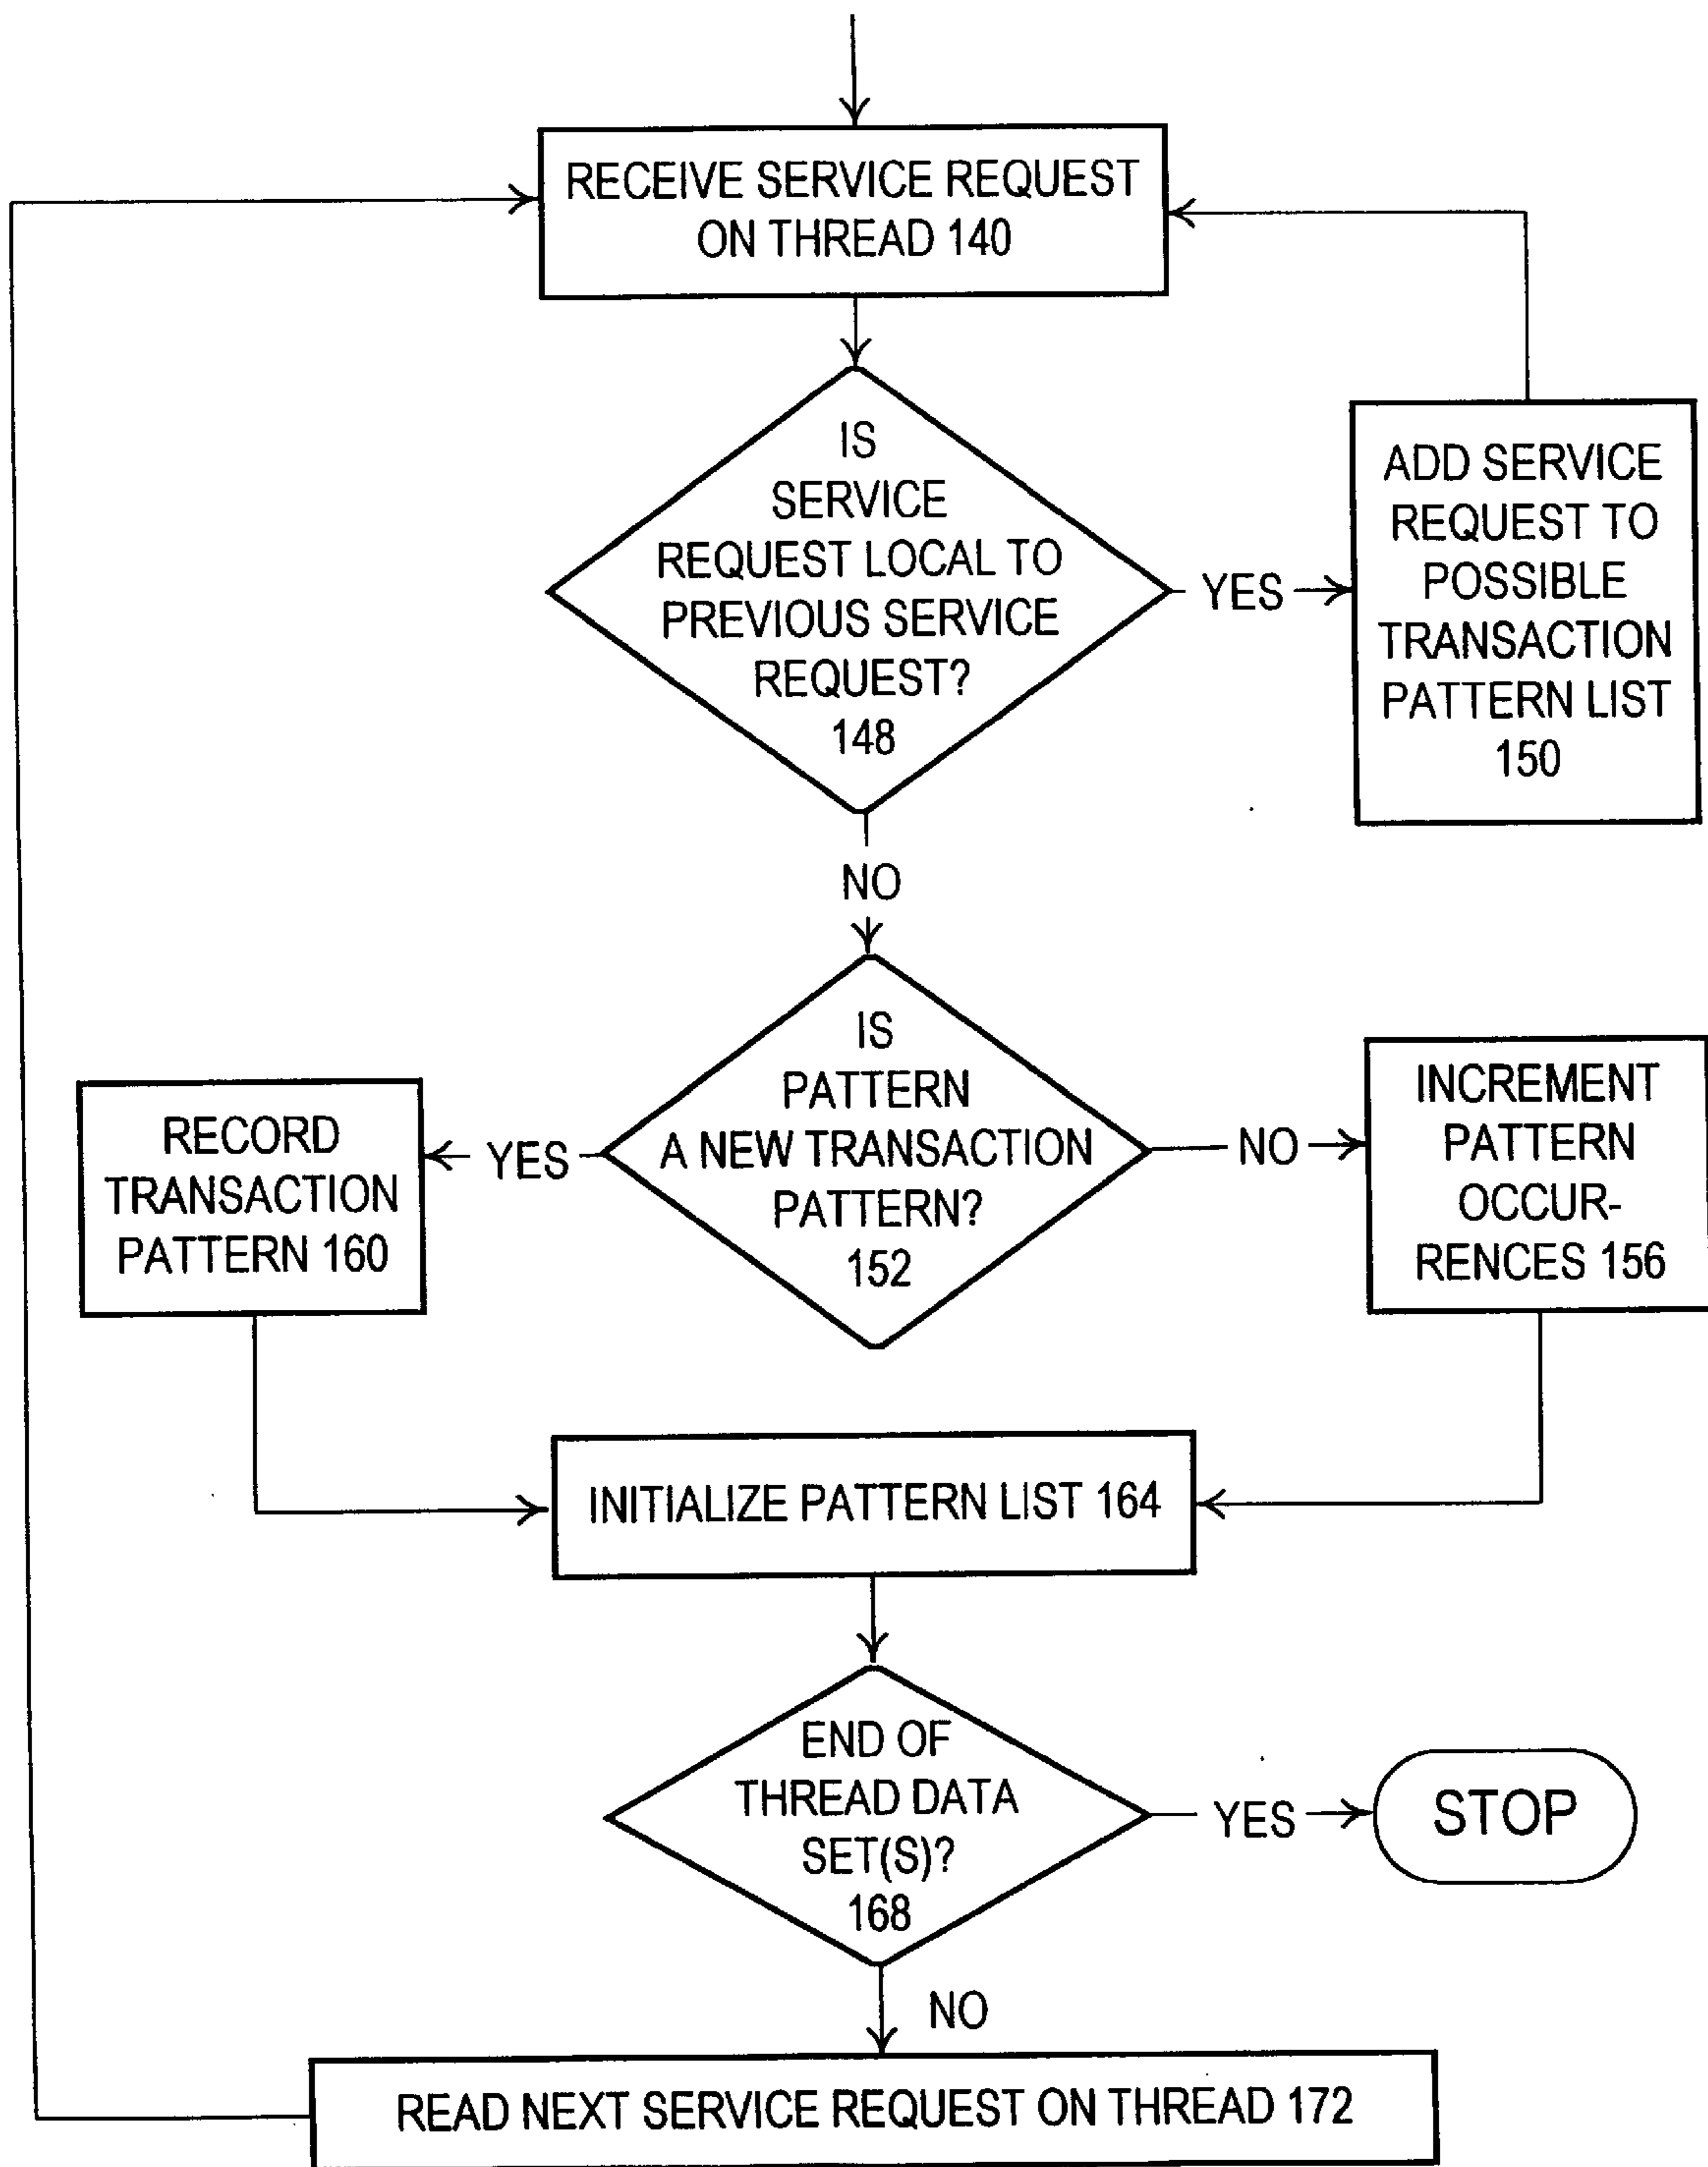 RECEIVE SERVICE REQUEST
ON THREAD 140
IS
SERVICE
REQUEST LOCAL TO
PREVIOUS SERVICE
REQUEST?
148
YES
ADD SERVICE
REQUEST TO
POSSIBLE
TRANSACTION
PATTERN LIST
150
NO
IS
PATTERN
A NEW TRANSACTION
PATTERN?
152
YES
RECORD
TRANSACTION
PATTERN 160
NO
INCREMENT
PATTERN
OCCUR-
RENCES 156
INITIALIZE PATTERN LIST 164
END OF
THREAD DATA
SET(S)?
168
YES
STOP
NO
READ NEXT SERVICE REQUEST ON THREAD 172